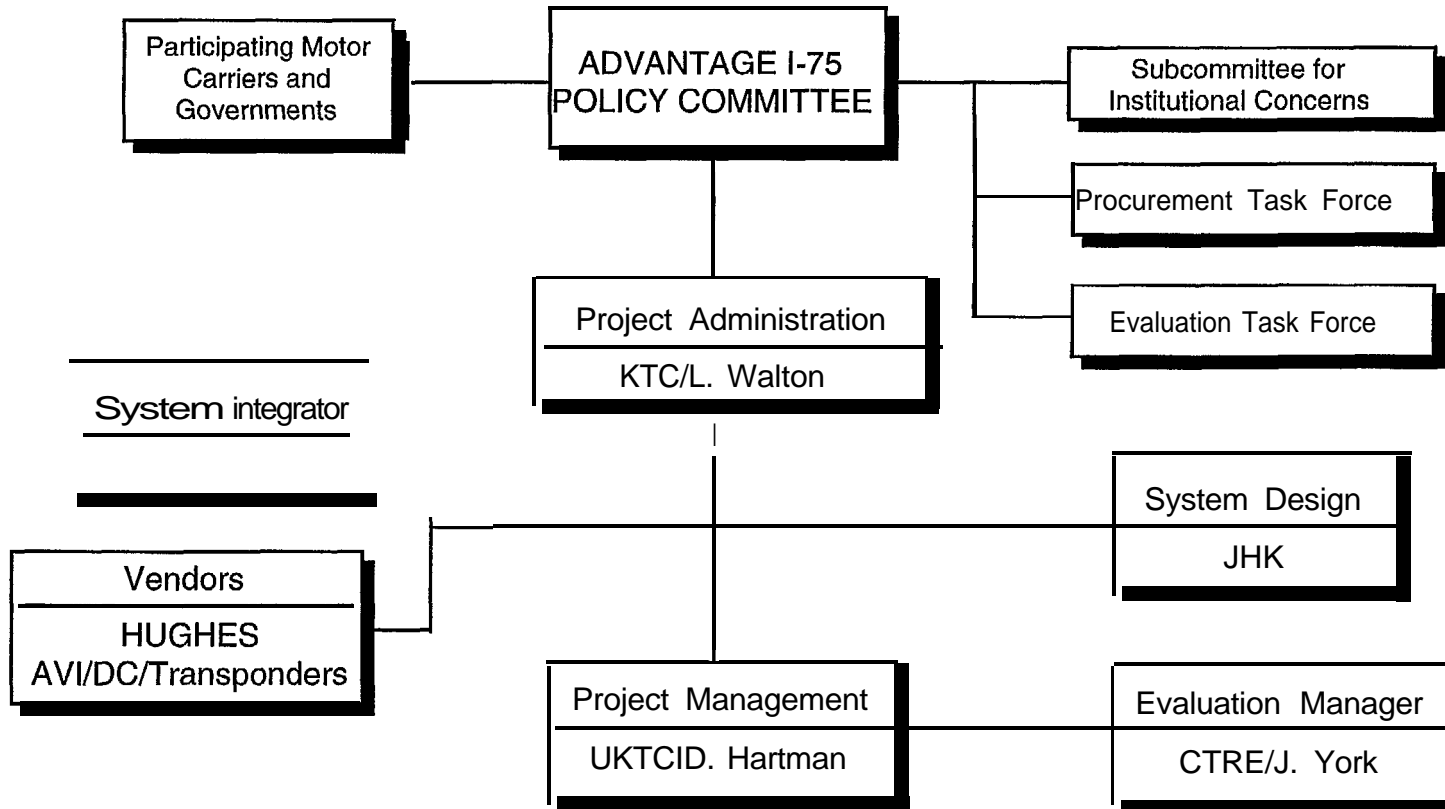 Participating Motor
Carriers and
Governments
ADVANTAGE I-75
POLICY COMMITTEE
Subcommittee for
Institutional Concerns
Procurement Task Force
Evaluation Task Force
Project Administration
KTC/L. Walton
System integrator
System Design
JHK
Vendors
HUGHES
AVI/DC/Transponders
Project Management
UKTCID. Hartman
Evaluation Manager
CTRE/J. York